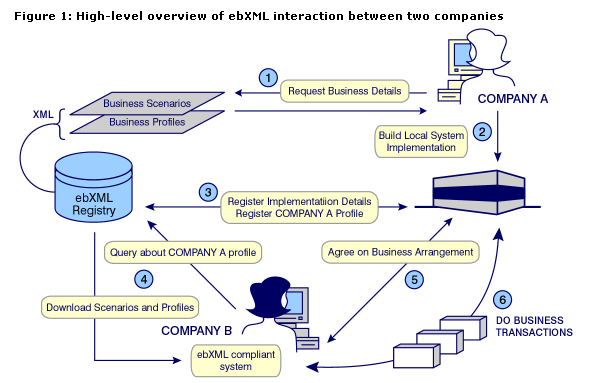 Figure 1: High-level overview of ebXML interaction between two companies
1
Request Business Details
COMPANY A
XML
Business Scenarios
Business Profiles
Build Local System
Implementation
2
ebXML
Registry
3
Register Implementatiion Details
Register COMPANY A Profile
Query about COMPANY A profile
Agree on Business Arrangement
4
5
Download Scenarios and Profiles
6
DO BUSINESS
TRANSACTIONS
COMPANY B
ebXML compliant
system